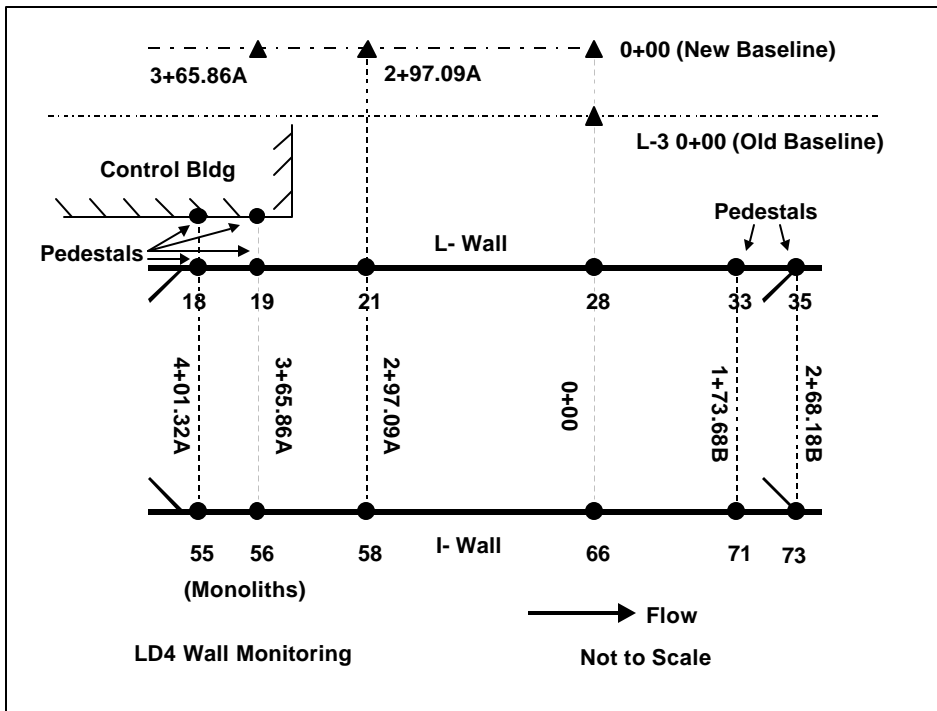 0+00 (New Baseline)
3+65.86A
2+97.09A
L-3 0+00 (Old Baseline)
Control Bldg
Pedestals
L- Wall
Pedestals
18
19
21
28
33
35
4+01.32A
3+65.86A
2+97.09A
0+00
1+73.68B
2+68.18B
I- Wall
55
56
58
66
71
73
(Monoliths)
Flow
LD4 Wall Monitoring
Not to Scale